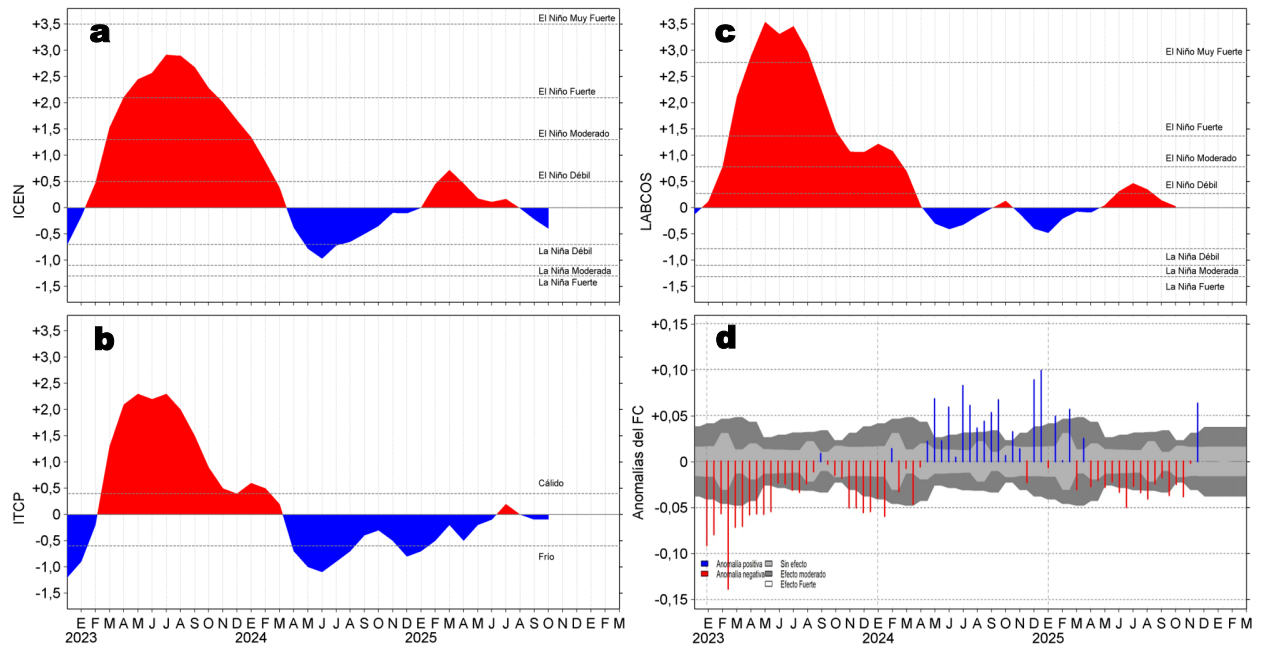 a
ICEN
+3,5
+3,0
+2,5
+2,0
+1,5
+1,0
+0,5
0
-0,5
-1,0
-1,5
El Niño Muy Fuerte
El Niño Fuerte
El Niño Moderado
El Niño Débil
La Niña Débil
La Niña Moderada
La Niña Fuerte
c
LABCOS
+3,5
+3,0
+2,5
+2,0
+1,5
+1,0
+0,5
0
-0,5
-1,0
-1,5
El Niño Muy Fuerte
El Niño Fuerte
El Niño Moderado
El Niño Débil
La Niña Débil
La Niña Moderada
La Niña Fuerte
b
ITCP
+3,5
+3,0
+2,5
+2,0
+1,5
+1,0
+0,5
0
-0,5
-1,0
-1,5
Cálido
Frio
E F M A M J J A S O N D E F M A M J J A S O N D E F M A M J J A S O N D E F M
2023 2024 2025
d
Anomalías del FC
+0,15
+0,10
+0,05
0
-0,05
-0,10
-0,15
Anomalía positiva
Anomalía negativa
Sin efecto
Efecto moderado
Efecto Fuerte
E F M A M J J A S O N D E F M A M J J A S O N D E F M A M J J A S O N D E F M
2023 2024 2025